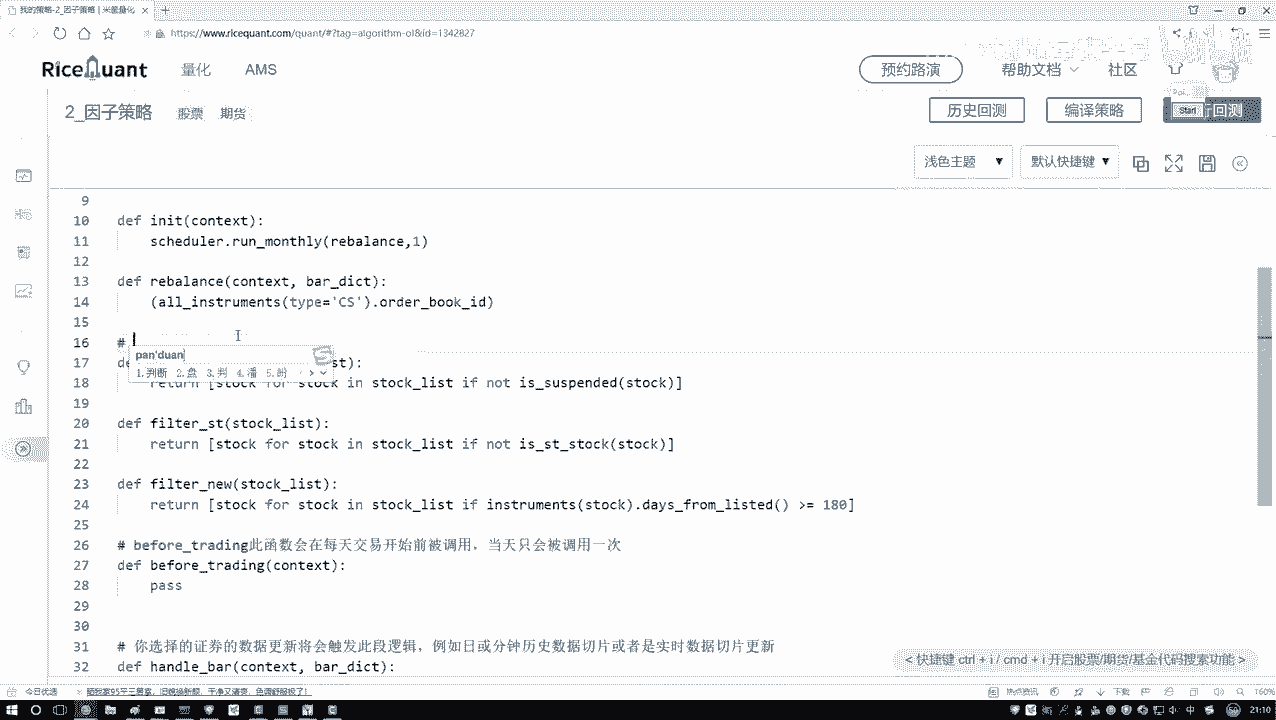 我的策略-2_因子策略 | 米筐量化
https://www.ricequant.com/quant/#?tag=algorithm-ol&id=1342827
RiceQuant 量化 AMS 预约路演 帮助文档 社区
2_因子策略 股票 期货 历史回测 编译策略 回测
Start
浅色主题 ▼ 默认快捷键 ▼
9
10 def init(context):
11 scheduler.run_monthly(rebalance,1)
12
13 def rebalance(context, bar_dict):
14 (all_instruments(type='CS').order_book_id)
15
16 #
pan'duan
1.判断 2.盘 3.判 4.潘 5.盼
17 st):
18 return [stock for stock in stock_list if not is_suspended(stock)]
19
20 def filter_st(stock_list):
21 return [stock for stock in stock_list if not is_st_stock(stock)]
22
23 def filter_new(stock_list):
24 return [stock for stock in stock_list if instruments(stock).days_from_listed() >= 180]
25
26 # before_trading此函数会在每天交易开始前被调用，当天只会被调用一次
27 def before_trading(context):
28 pass
29
30
31 # 你选择的证券的数据更新将会触发此段逻辑，例如日或分钟历史数据切片或者是实时数据切片更新
32 def handle_bar(context, bar_dict):
< 快捷键 ctrl + i / cmd + i 开启股票/期货/基金代码搜索功能 >
今日优选 热点资讯 下载 160%
中 21:10